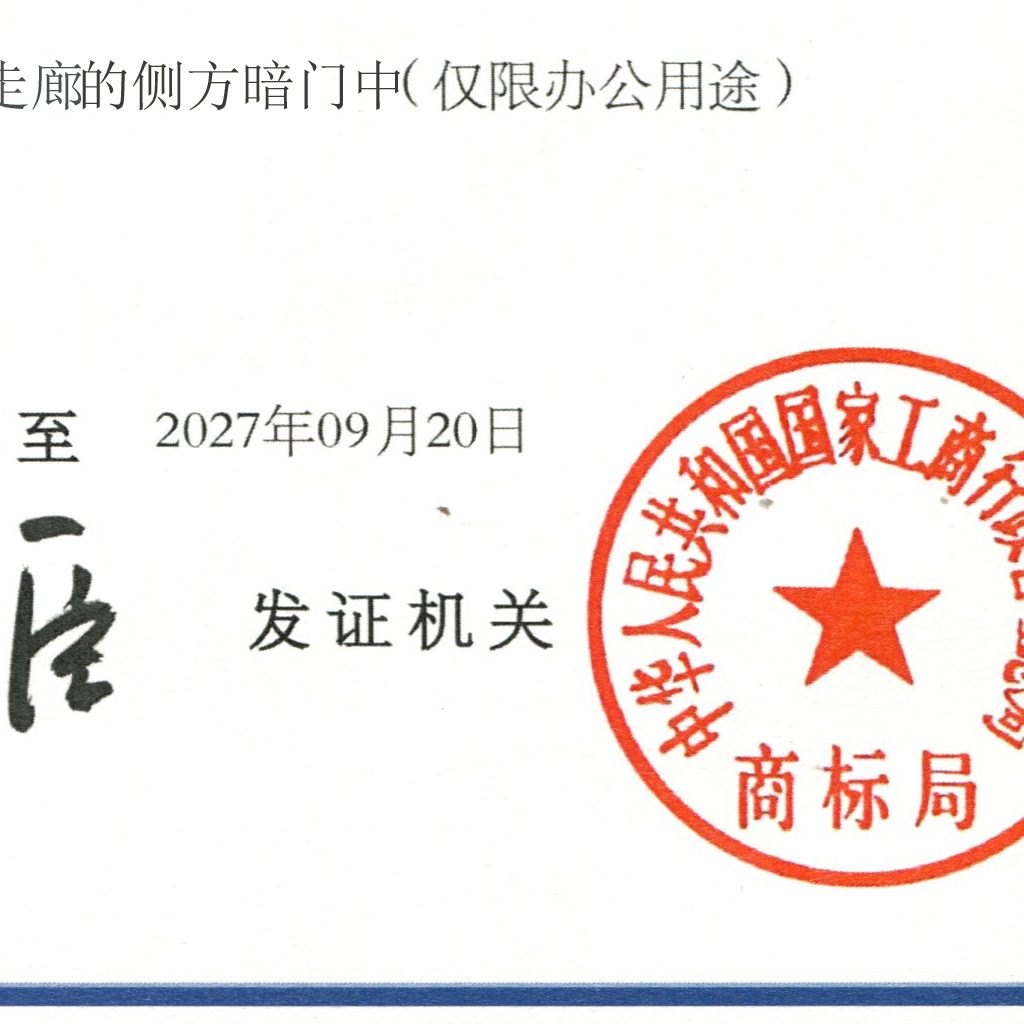 走廊的侧方暗门中(仅限办公用途)
至 2027年09月20日
发证机关
中华人民共和国国家工商行政
商标局